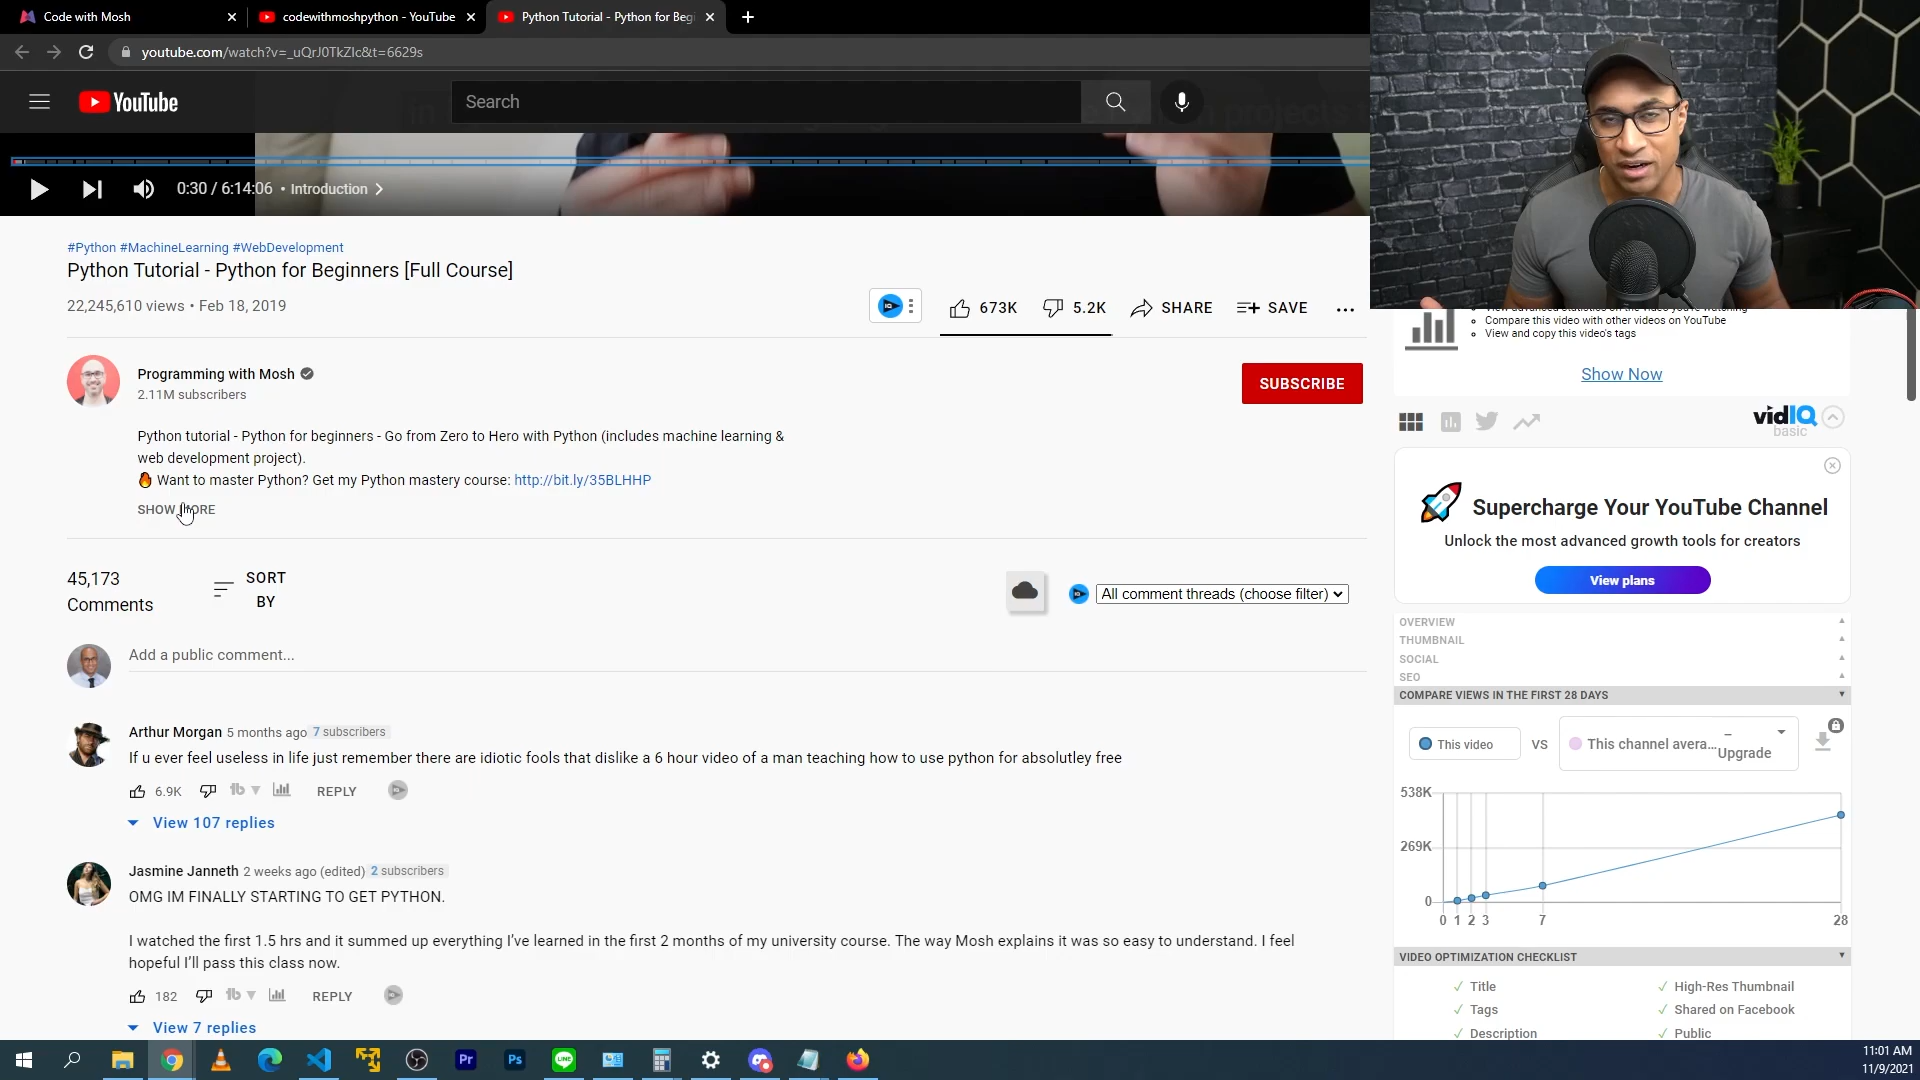 Code with Mosh
codewithmoshpython - YouTube
Python Tutorial - Python for Begi
youtube.com/watch?v=_uQrJ0TkZlc&t=6629s
YouTube
Search
0:30 / 6:14:06 • Introduction
#Python #MachineLearning #WebDevelopment
Python Tutorial - Python for Beginners [Full Course]
22,245,610 views • Feb 18, 2019
673K
5.2K
SHARE
SAVE
Programming with Mosh
2.11M subscribers
SUBSCRIBE
Python tutorial - Python for beginners - Go from Zero to Hero with Python (includes machine learning &
web development project).
🔥 Want to master Python? Get my Python mastery course: http://bit.ly/35BLHHP
SHOW MORE
45,173
Comments
SORT
BY
All comment threads (choose filter)
Add a public comment...
Arthur Morgan 5 months ago 7 subscribers
If u ever feel useless in life just remember there are idiotic fools that dislike a 6 hour video of a man teaching how to use python for absolutley free
6.9K
REPLY
View 107 replies
Jasmine Janneth 2 weeks ago (edited) 2 subscribers
OMG IM FINALLY STARTING TO GET PYTHON.
I watched the first 1.5 hrs and it summed up everything I've learned in the first 2 months of my university course. The way Mosh explains it was so easy to understand. I feel
hopeful I'll pass this class now.
182
REPLY
View 7 replies
Compare this video with other videos on YouTube
View and copy this video's tags
Show Now
vidIQ
basic
Supercharge Your YouTube Channel
Unlock the most advanced growth tools for creators
View plans
OVERVIEW
THUMBNAIL
SOCIAL
SEO
COMPARE VIEWS IN THE FIRST 28 DAYS
This video
VS
This channel avera...
– Upgrade
538K
269K
0
0 1 2 3 7 28
VIDEO OPTIMIZATION CHECKLIST
Title
High-Res Thumbnail
Tags
Shared on Facebook
Description
Public
Pr
Ps
LINE
11:01 AM
11/9/2021